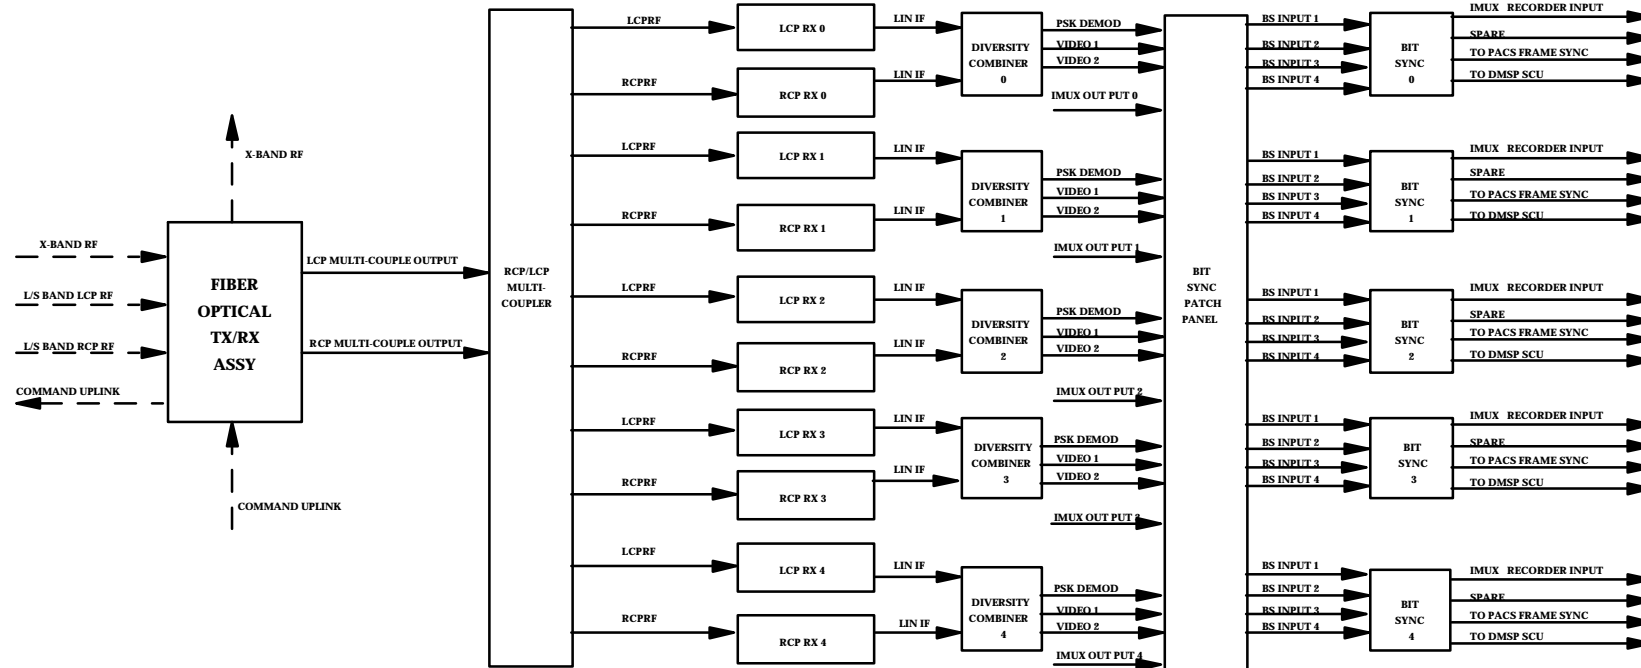 X-BAND RF
X-BAND RF
L/S BAND LCP RF
L/S BAND RCP RF
COMMAND UPLINK
FIBER
OPTICAL
TX/RX
ASSY
COMMAND UPLINK
LCP MULTI-COUPLE OUTPUT
RCP MULTI-COUPLE OUTPUT
RCP/LCP
MULTI-
COUPLER
LCPRF
RCPRF
LCPRF
RCPRF
LCPRF
RCPRF
LCPRF
RCPRF
LCPRF
RCPRF
LCP RX 0
RCP RX 0
LCP RX 1
RCP RX 1
LCP RX 2
RCP RX 2
LCP RX 3
RCP RX 3
LCP RX 4
RCP RX 4
LIN IF
LIN IF
LIN IF
LIN IF
LIN IF
LIN IF
LIN IF
LIN IF
LIN IF
LIN IF
DIVERSITY
COMBINER
0
DIVERSITY
COMBINER
1
DIVERSITY
COMBINER
2
DIVERSITY
COMBINER
3
DIVERSITY
COMBINER
4
PSK DEMOD
VIDEO 1
VIDEO 2
IMUX OUT PUT 0
PSK DEMOD
VIDEO 1
VIDEO 2
IMUX OUT PUT 1
PSK DEMOD
VIDEO 1
VIDEO 2
IMUX OUT PUT 2
PSK DEMOD
VIDEO 1
VIDEO 2
IMUX OUT PUT 3
PSK DEMOD
VIDEO 1
VIDEO 2
IMUX OUT PUT 4
BIT
SYNC
PATCH
PANEL
BS INPUT 1
BS INPUT 2
BS INPUT 3
BS INPUT 4
BS INPUT 1
BS INPUT 2
BS INPUT 3
BS INPUT 4
BS INPUT 1
BS INPUT 2
BS INPUT 3
BS INPUT 4
BS INPUT 1
BS INPUT 2
BS INPUT 3
BS INPUT 4
BS INPUT 1
BS INPUT 2
BS INPUT 3
BS INPUT 4
BIT
SYNC
0
BIT
SYNC
1
BIT
SYNC
2
BIT
SYNC
3
BIT
SYNC
4
IMUX RECORDER INPUT
SPARE
TO PACS FRAME SYNC
TO DMSP SCU
IMUX RECORDER INPUT
SPARE
TO PACS FRAME SYNC
TO DMSP SCU
IMUX RECORDER INPUT
SPARE
TO PACS FRAME SYNC
TO DMSP SCU
IMUX RECORDER INPUT
SPARE
TO PACS FRAME SYNC
TO DMSP SCU
IMUX RECORDER INPUT
SPARE
TO PACS FRAME SYNC
TO DMSP SCU